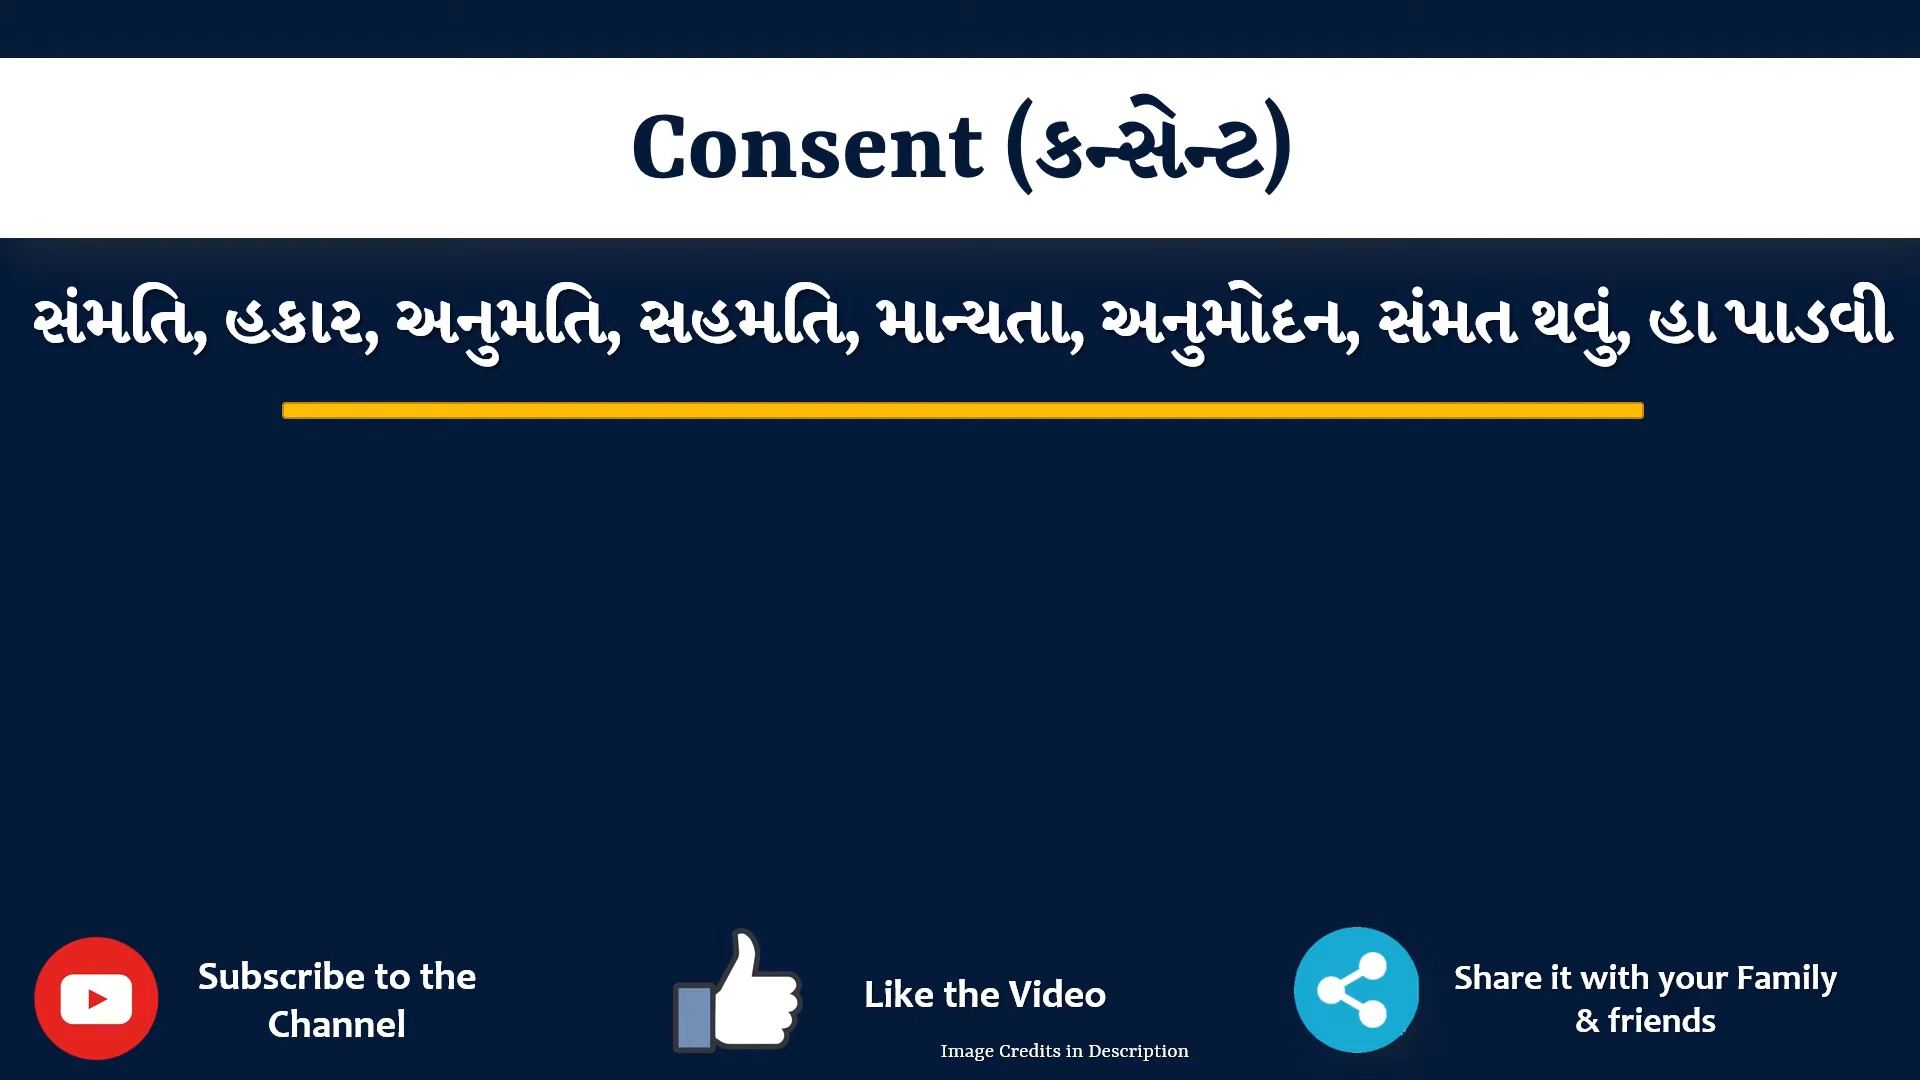 Consent (કન્સેન્ટ)
સંમતિ, હકાર, અનુમતિ, સહમતિ, માન્યતા, અનુમોદન, સંમત થવું, હા પાડવી
Subscribe to the
Channel
Like the Video
Share it with your Family
& friends
Image Credits in Description